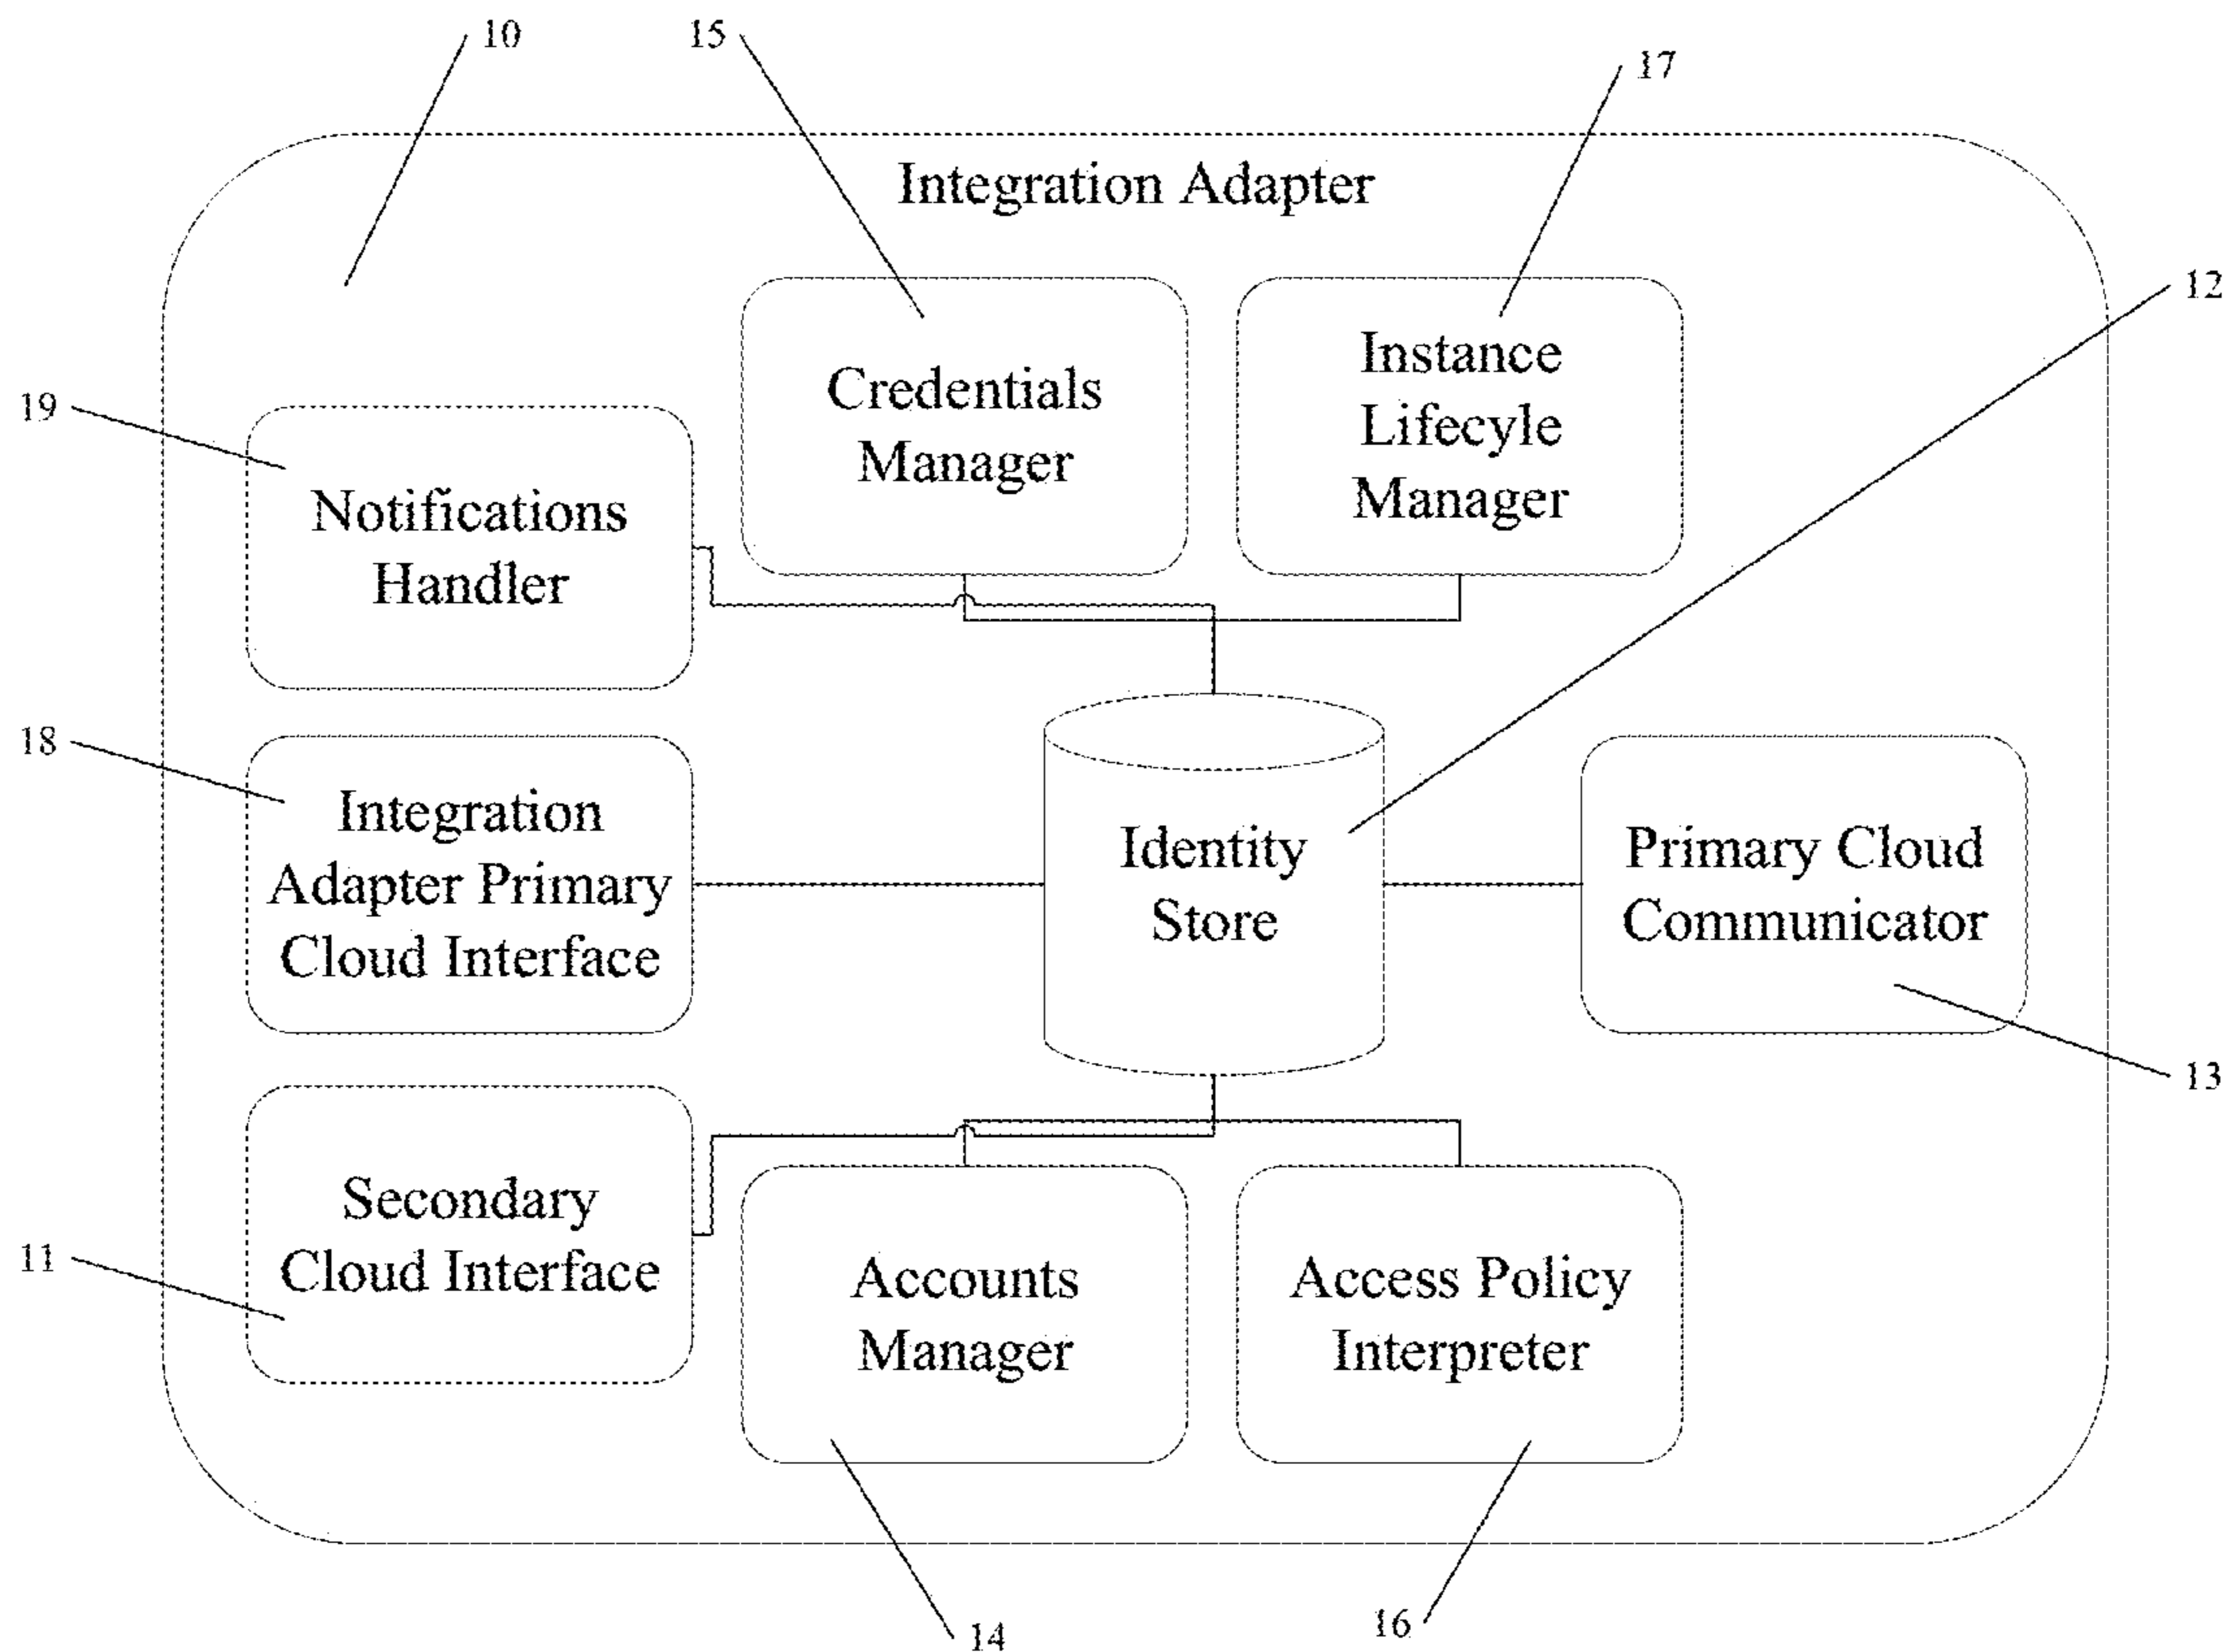 10
15
17
Integration Adapter
12
Credentials
Manager
Instance
Lifecyle
Manager
19
Notifications
Handler
18
Integration
Adapter Primary
Cloud Interface
Identity
Store
Primary Cloud
Communicator
13
Secondary
Cloud Interface
11
Accounts
Manager
Access Policy
Interpreter
14
16